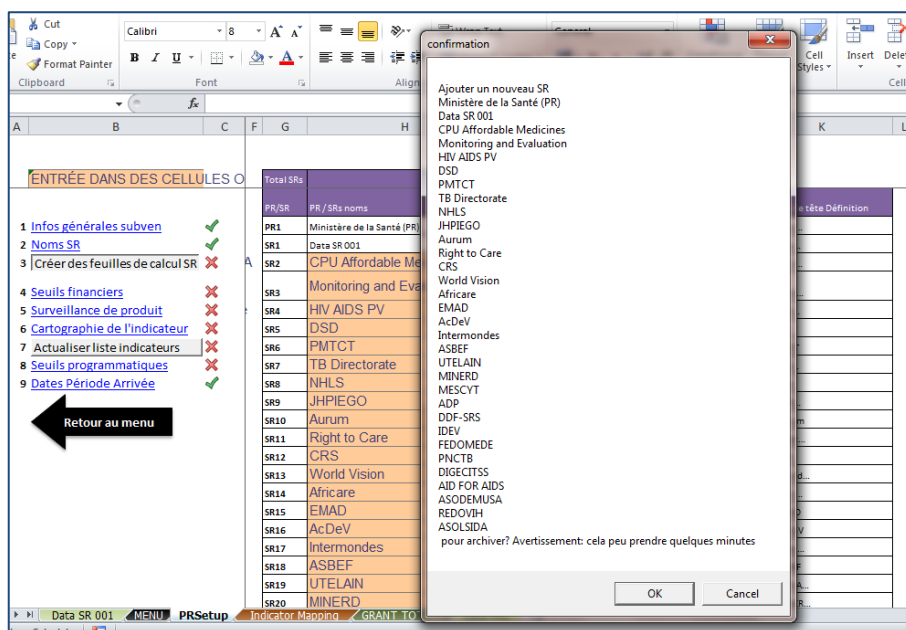 Cut
Copy
Format Painter
Clipboard
Calibri
8
B I U
A A
Font
Align
Wrap Text
General
Cell
Styles
Insert
Dele
Cell
fx
A B C F G H K L
ENTRÉE DANS DES CELLULES O
1 Infos générales subven
2 Noms SR
3 Créer des feuilles de calcul SR
A
4 Seuils financiers
5 Surveillance de produit
6 Cartographie de l'indicateur
7 Actualiser liste indicateurs
8 Seuils programmatiques
9 Dates Période Arrivée
Retour au menu
Total SRs
PR/SR PR / SRs noms
PR1 Ministère de la Santé (PR)
SR1 Data SR 001
SR2 CPU Affordable Me
SR3 Monitoring and Eva
SR4 HIV AIDS PV
SR5 DSD
SR6 PMTCT
SR7 TB Directorate
SR8 NHLS
SR9 JHPIEGO
SR10 Aurum
SR11 Right to Care
SR12 CRS
SR13 World Vision
SR14 Africare
SR15 EMAD
SR16 AcDeV
SR17 Intermondes
SR18 ASBEF
SR19 UTELAIN
SR20 MINERD
e tête Définition
confirmation
Ajouter un nouveau SR
Ministère de la Santé (PR)
Data SR 001
CPU Affordable Medicines
Monitoring and Evaluation
HIV AIDS PV
DSD
PMTCT
TB Directorate
NHLS
JHPIEGO
Aurum
Right to Care
CRS
World Vision
Africare
EMAD
AcDeV
Intermondes
ASBEF
UTELAIN
MINERD
MESCYT
ADP
DDF-SRS
IDEV
FEDOMEDE
PNCTB
DIGECITSS
AID FOR AIDS
ASODEMUSA
REDOVIH
ASOLSIDA
pour archiver? Avertissement: cela peu prendre quelques minutes
OK
Cancel
Data SR 001 MENU PRSetup Indicator Mapping GRANT TOT